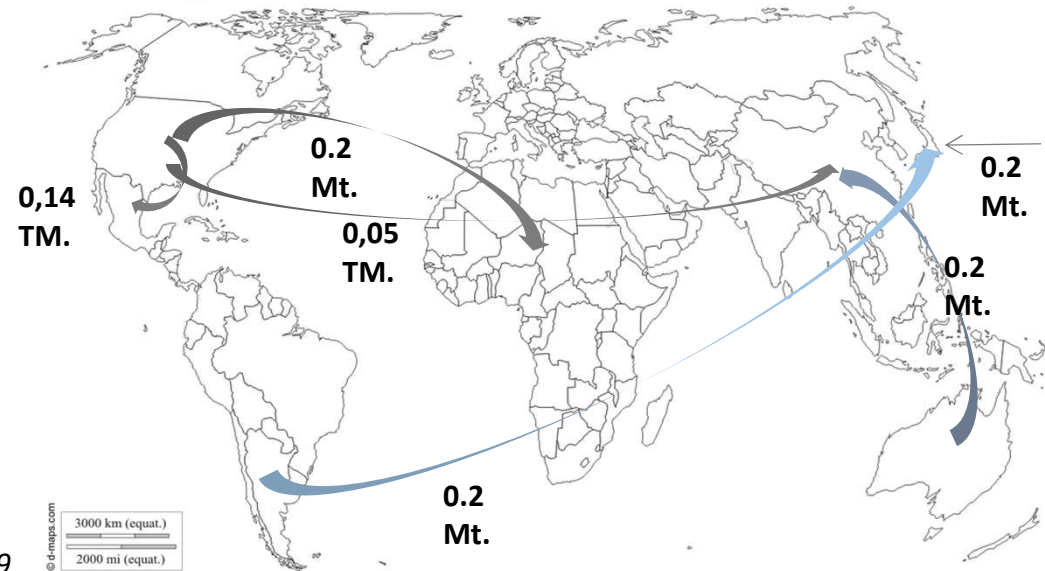 0.2
Mt.
0.2
Mt.
0,14
TM.
0,05
TM.
0.2
Mt.
0.2
Mt.
3000 km (equat.)
2000 mi (equat.)
© d-maps.com
9